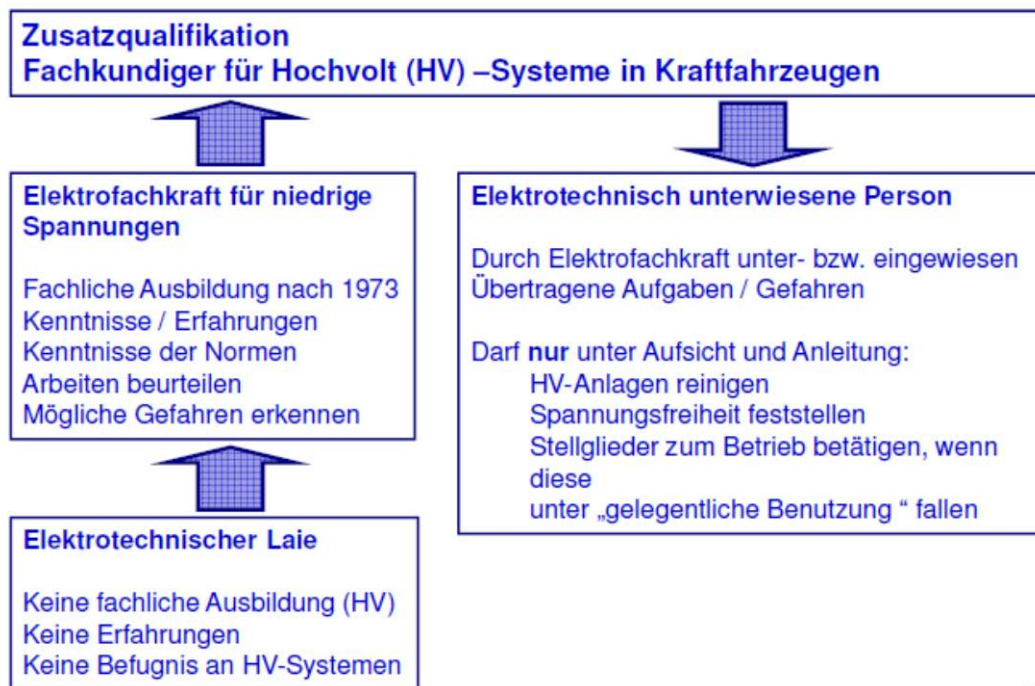 Zusatzqualifikation
Fachkundiger für Hochvolt (HV) –Systeme in Kraftfahrzeugen
Elektrofachkraft für niedrige
Spannungen
Fachliche Ausbildung nach 1973
Kenntnisse / Erfahrungen
Kenntnisse der Normen
Arbeiten beurteilen
Mögliche Gefahren erkennen
Elektrotechnischer Laie
Keine fachliche Ausbildung (HV)
Keine Erfahrungen
Keine Befugnis an HV-Systemen
Elektrotechnisch unterwiesene Person
Durch Elektrofachkraft unter- bzw. eingewiesen
Übertragene Aufgaben / Gefahren
Darf nur unter Aufsicht und Anleitung:
HV-Anlagen reinigen
Spannungsfreiheit feststellen
Stellglieder zum Betrieb betätigen, wenn
diese
unter „gelegentliche Benutzung “ fallen